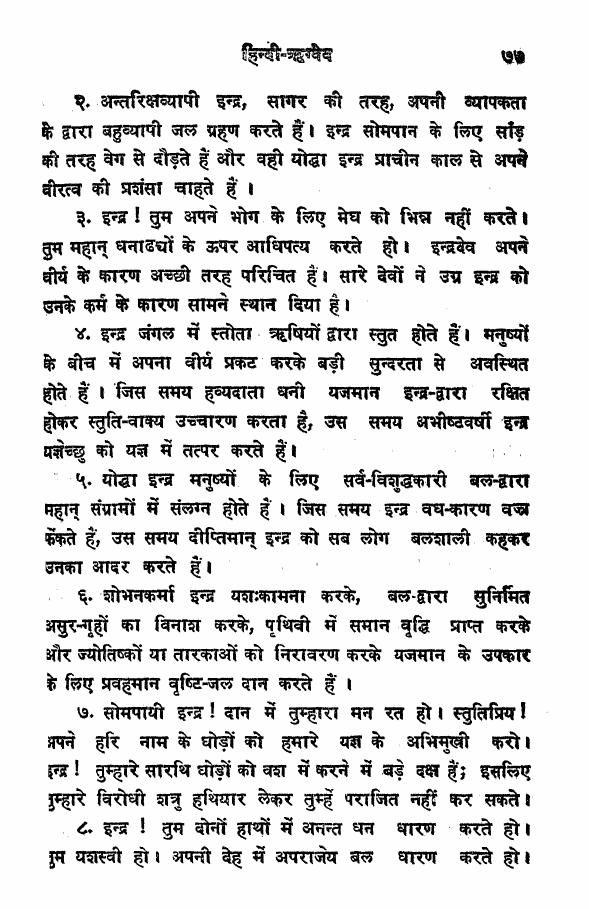 हिन्दी-ऋग्वेद ७७
२. अन्तरिक्षव्यापी इन्द्र, सागर की तरह, अपनी व्यापकता
के द्वारा बहुव्यापी जल ग्रहण करते हैं। इन्द्र सोमपान के लिए साँड़
की तरह वेग से दौड़ते हैं और वही योद्धा इन्द्र प्राचीन काल से अपने
वीरत्व की प्रशंसा चाहते हैं ।
३. इन्द्र ! तुम अपने भोग के लिए मेघ को भिन्न नहीं करते।
तुम महान् धनाढ्यों के ऊपर आधिपत्य करते हो। इन्द्रदेव अपने
वीर्य के कारण अच्छी तरह परिचित हैं। सारे देवों ने उग्र इन्द्र को
उनके कर्म के कारण सामने स्थान दिया है।
४. इन्द्र जंगल में स्तोता ऋषियों द्वारा स्तुत होते हैं। मनुष्यों
के बीच में अपना वीर्य प्रकट करके बड़ी सुन्दरता से अवस्थित
होते हैं । जिस समय हव्यदाता धनी यजमान इन्द्र-द्वारा रक्षित
होकर स्तुति-वाक्य उच्चारण करता है, उस समय अभीष्टवर्षी इन्द्र
यज्ञेच्छु को यज्ञ में तत्पर करते हैं।
५. योद्धा इन्द्र मनुष्यों के लिए सर्व-विशुद्धकारी बल-द्वारा
महान् संग्रामों में संलग्न होते हैं । जिस समय इन्द्र वध-कारण वज्र
फेंकते हैं, उस समय दीप्तिमान् इन्द्र को सब लोग बलशाली कहकर
उनका आदर करते हैं।
६. शोभनकर्मा इन्द्र यशःकामना करके, बल-द्वारा सुनिर्मित
असुर-गृहों का विनाश करके, पृथिवी में समान वृद्धि प्राप्त करके
और ज्योतिष्कों या तारकाओं को निरावरण करके यजमान के उपकार
के लिए प्रवहमान वृष्टि-जल दान करते हैं ।
७. सोमपायी इन्द्र ! दान में तुम्हारा मन रत हो। स्तुतिप्रिय !
अपने हरि नाम के घोड़ों को हमारे यज्ञ के अभिमुखी करो।
इन्द्र ! तुम्हारे सारथि घोड़ों को वश में करने में बड़े दक्ष हैं; इसलिए
तुम्हारे विरोधी शत्रु हथियार लेकर तुम्हें पराजित नहीं कर सकते।
८. इन्द्र ! तुम दोनों हाथों में अनन्त धन धारण करते हो।
तुम यशस्वी हो। अपनी देह में अपराजेय बल धारण करते हो।